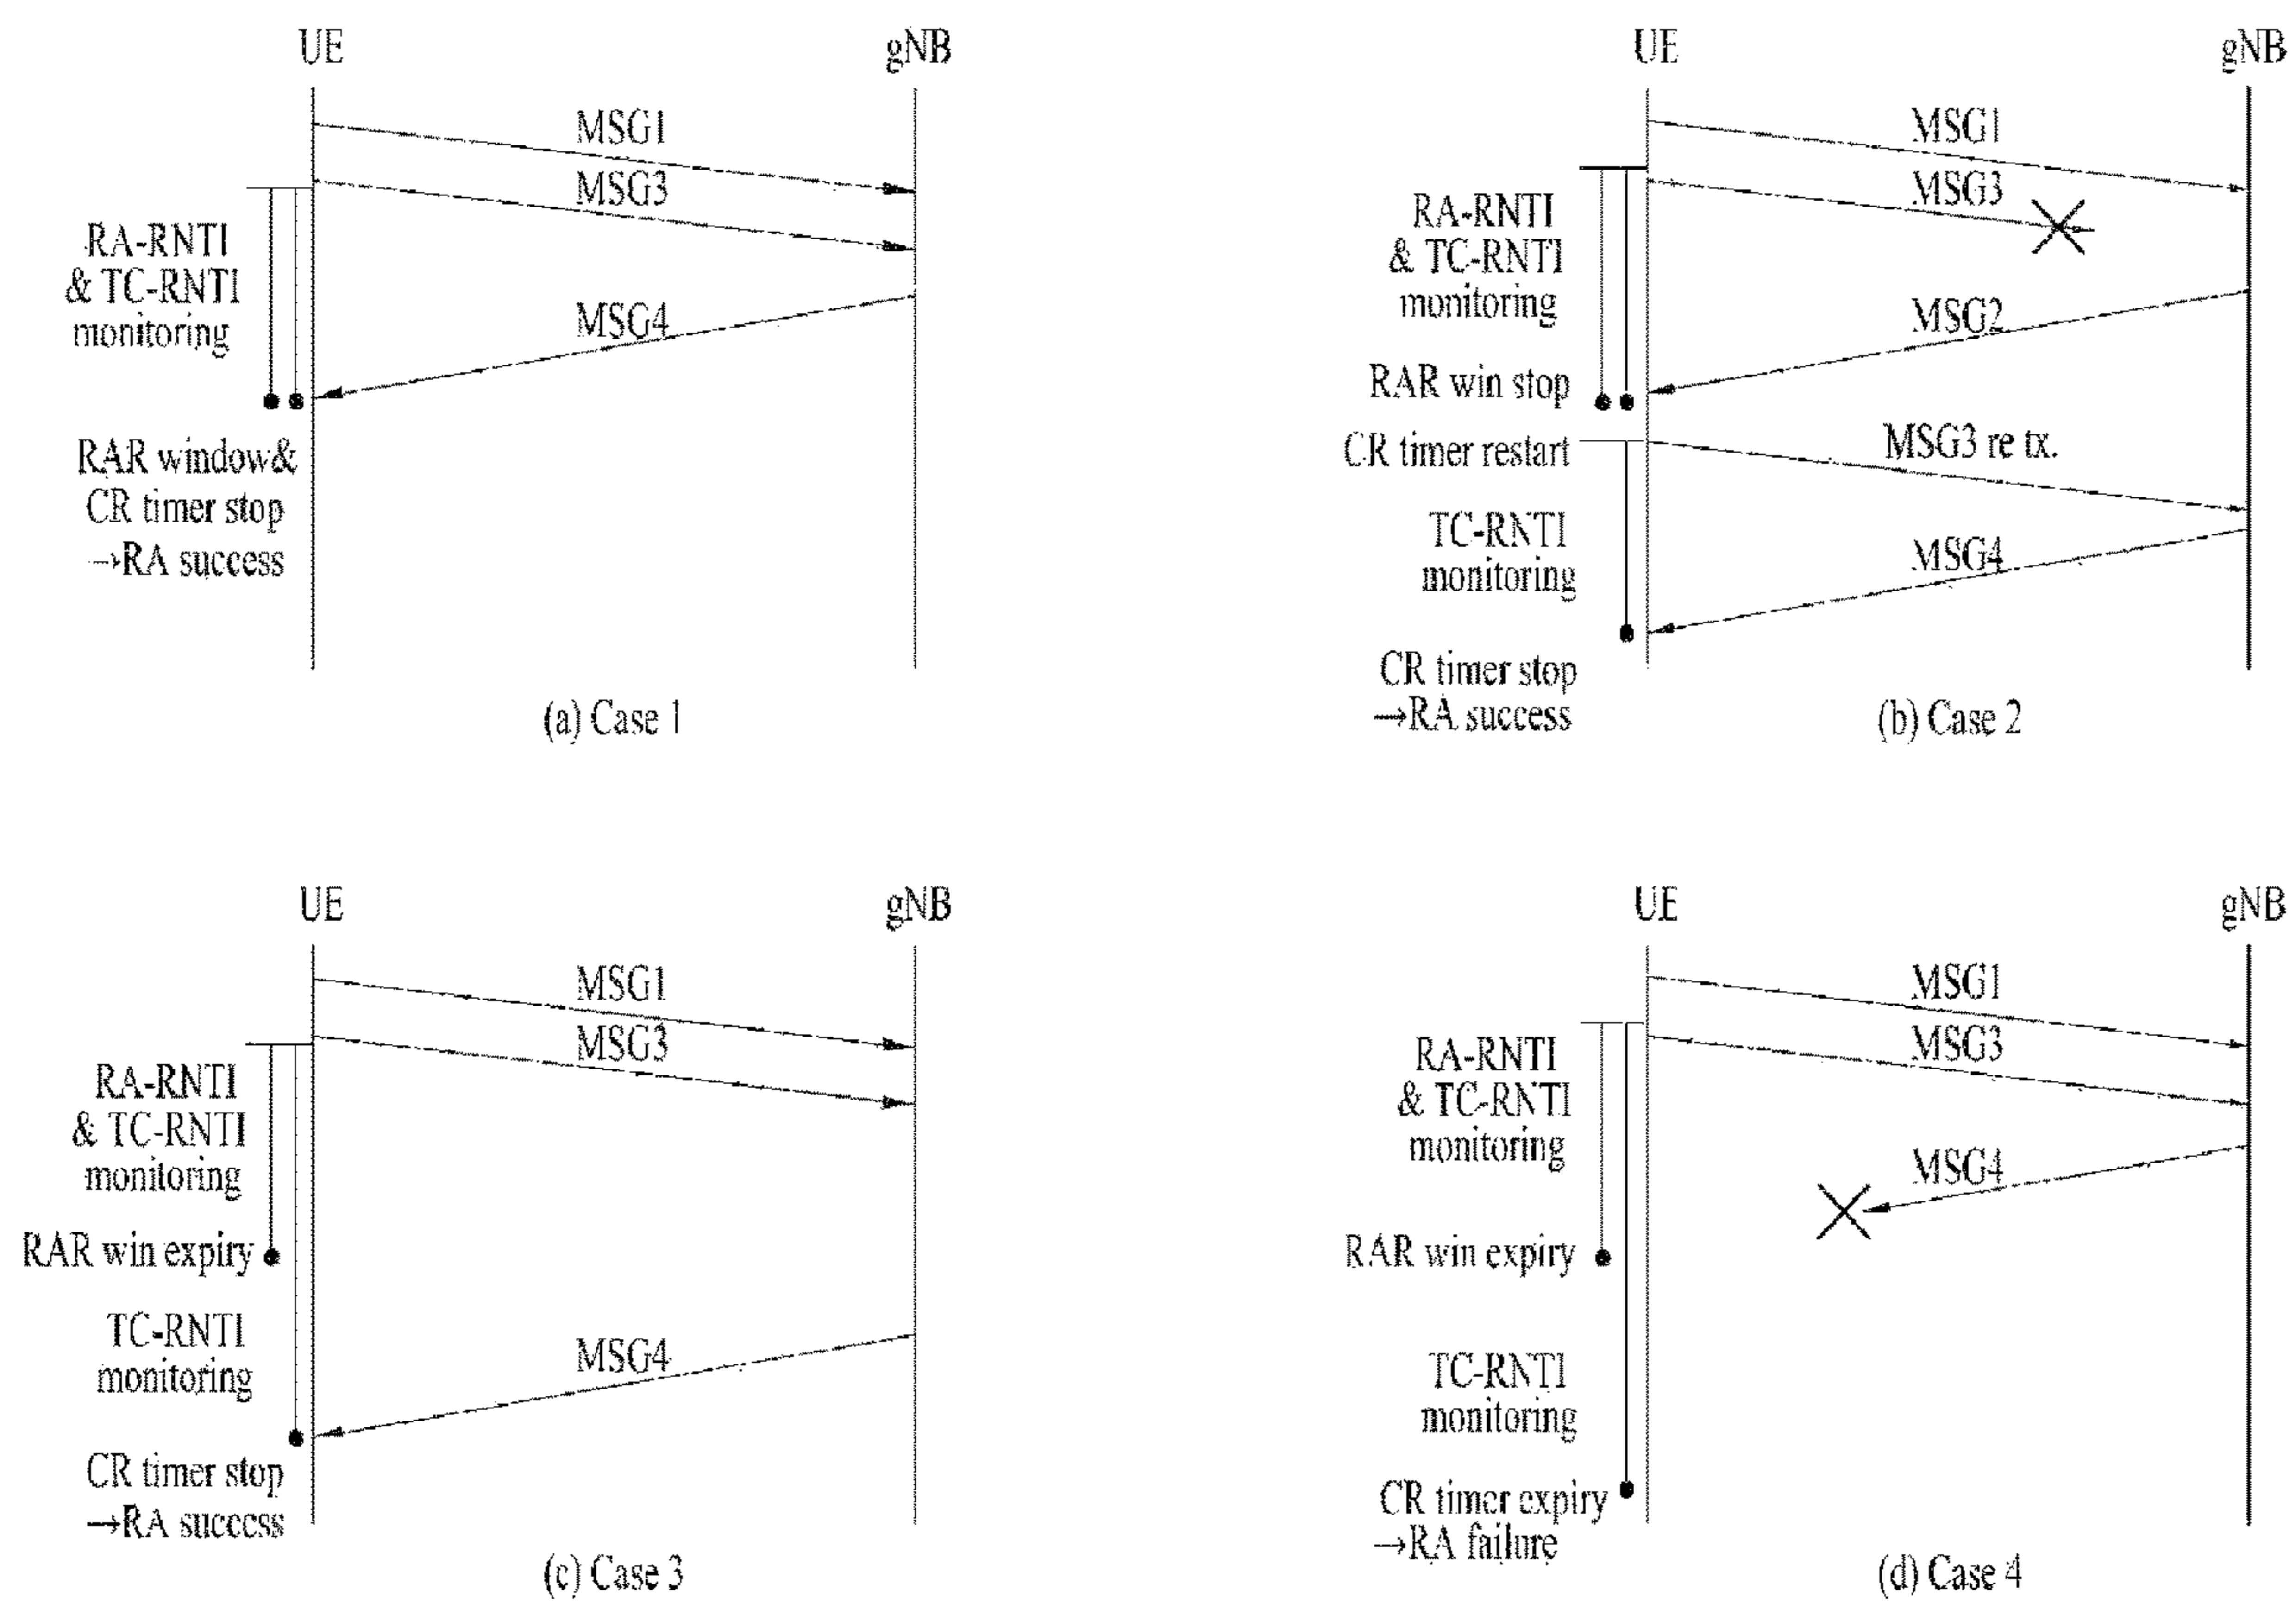 UE
gNB
MSG1
MSG3
RA-RNTI
& TC-RNTI
monitoring
MSG4
RAR window&
CR timer stop
→RA success
(a) Case 1
UE
gNB
MSG1
MSG3
RA-RNTI
& TC-RNTI
monitoring
MSG2
RAR win stop
CR timer restart
MSG3 re tx.
TC-RNTI
monitoring
MSG4
CR timer stop
→RA success
(b) Case 2
UE
gNB
MSG1
MSG3
RA-RNTI
& TC-RNTI
monitoring
RAR win expiry
TC-RNTI
monitoring
MSG4
CR timer stop
→RA success
(c) Case 3
UE
gNB
MSG1
MSG3
RA-RNTI
& TC-RNTI
monitoring
MSG4
RAR win expiry
TC-RNTI
monitoring
CR timer expiry
→RA failure
(d) Case 4